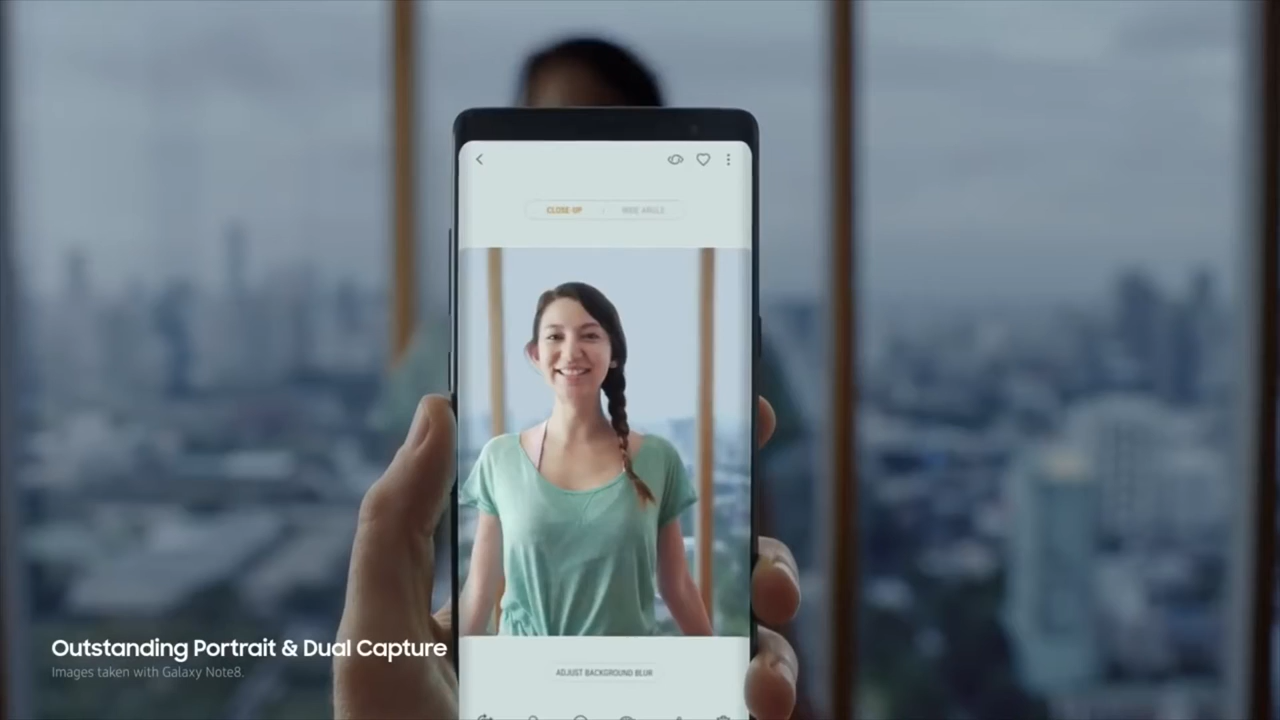 CLOSE-UP
WIDE ANGLE
Outstanding Portrait & Dual Capture
Images taken with Galaxy Note8.
ADJUST BACKGROUND BLUR